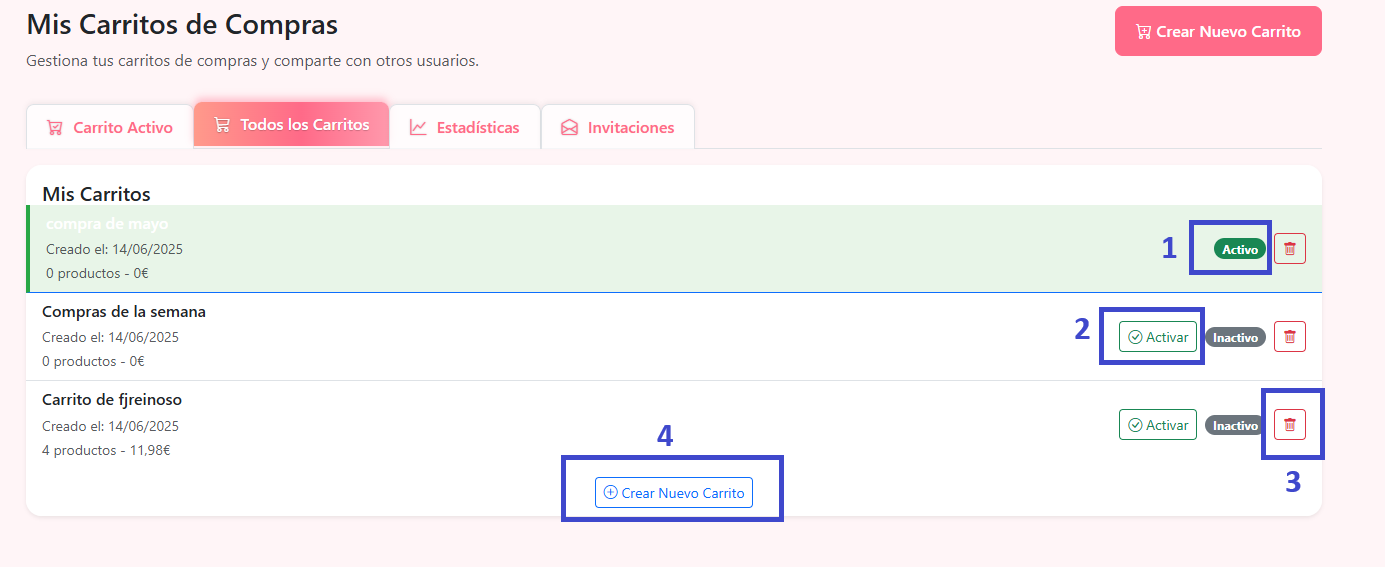 Mis Carritos de Compras
Crear Nuevo Carrito
Gestiona tus carritos de compras y comparte con otros usuarios.
Carrito Activo Todos los Carritos Estadísticas Invitaciones
Mis Carritos
compra de mayo
Creado el: 14/06/2025
0 productos - 0€
1 Activo
Compras de la semana
Creado el: 14/06/2025
0 productos - 0€
2 Activar Inactivo
Carrito de fjreinoso
Creado el: 14/06/2025
4 productos - 11,98€
Activar Inactivo
3
4
Crear Nuevo Carrito